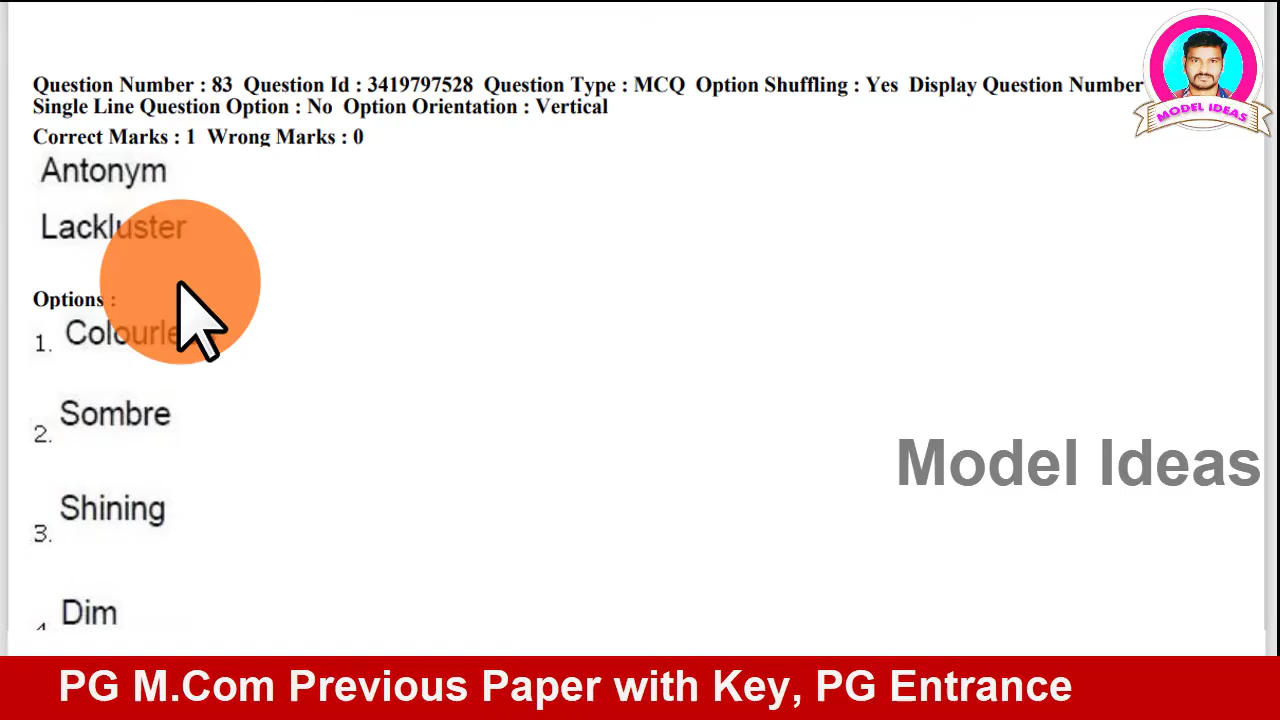 Question Number : 83 Question Id : 3419797528 Question Type : MCQ Option Shuffling : Yes Display Question Number
Single Line Question Option : No Option Orientation : Vertical
Correct Marks : 1 Wrong Marks : 0
Antonym
Lackluster
Options :
1. 
2. Sombre
3. Shining
4. Dim
MODEL IDEAS
Model Ideas
PG M.Com Previous Paper with Key, PG Entrance